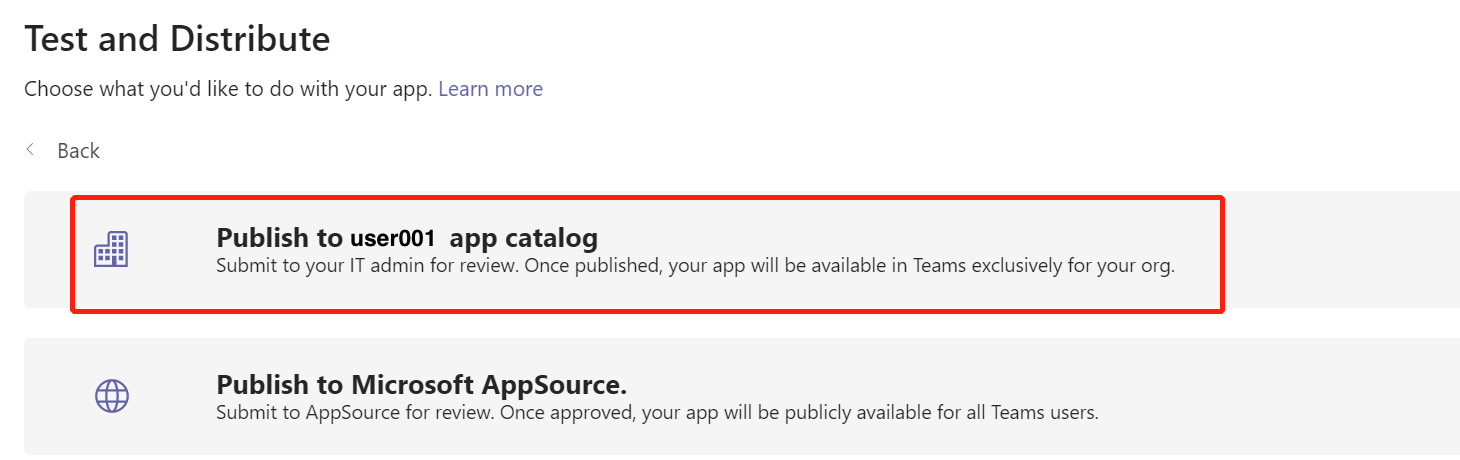 Test and Distribute
Choose what you'd like to do with your app. Learn more
Back
Publish to user001 app catalog
Submit to your IT admin for review. Once published, your app will be available in Teams exclusively for your org.
Publish to Microsoft AppSource.
Submit to AppSource for review. Once approved, your app will be publicly available for all Teams users.